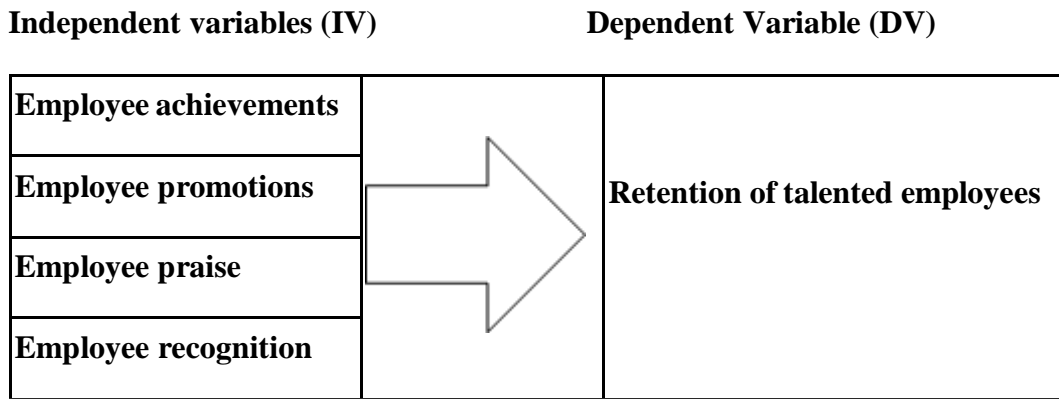 Independent variables (IV)
Dependent Variable (DV)
Employee achievements
Employee promotions
Employee praise
Employee recognition
Retention of talented employees